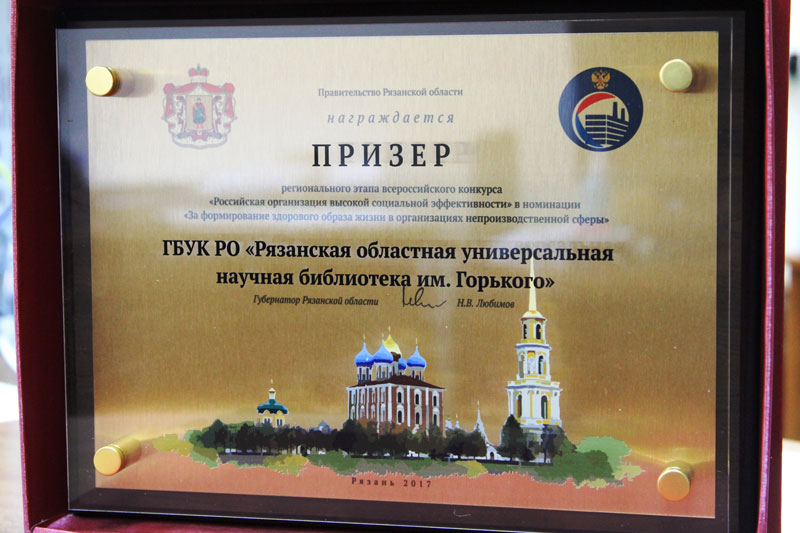 Правительство Рязанской области
награждается
ПРИЗЕР
регионального этапа всероссийского конкурса
«Российская организация высокой социальной эффективности» в номинации
«За формирование здорового образа жизни в организациях непроизводственной сферы»
ГБУК РО «Рязанская областная универсальная
научная библиотека им. Горького»
Губернатор Рязанской области Н.В. Любимов
Рязань 2017